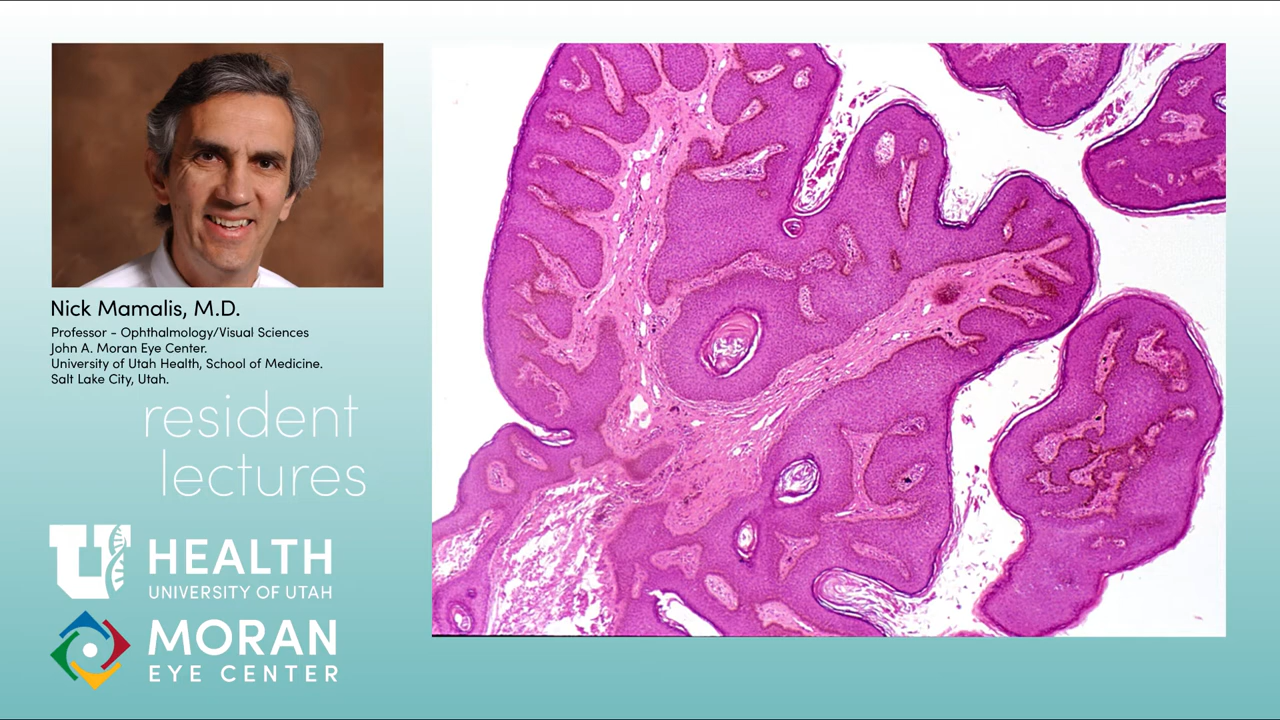 Nick Mamalis, M.D.
Professor - Ophthalmology/Visual Sciences
John A. Moran Eye Center.
University of Utah Health, School of Medicine.
Salt Lake City, Utah.
resident
lectures
U HEALTH
UNIVERSITY OF UTAH
MORAN
EYE CENTER